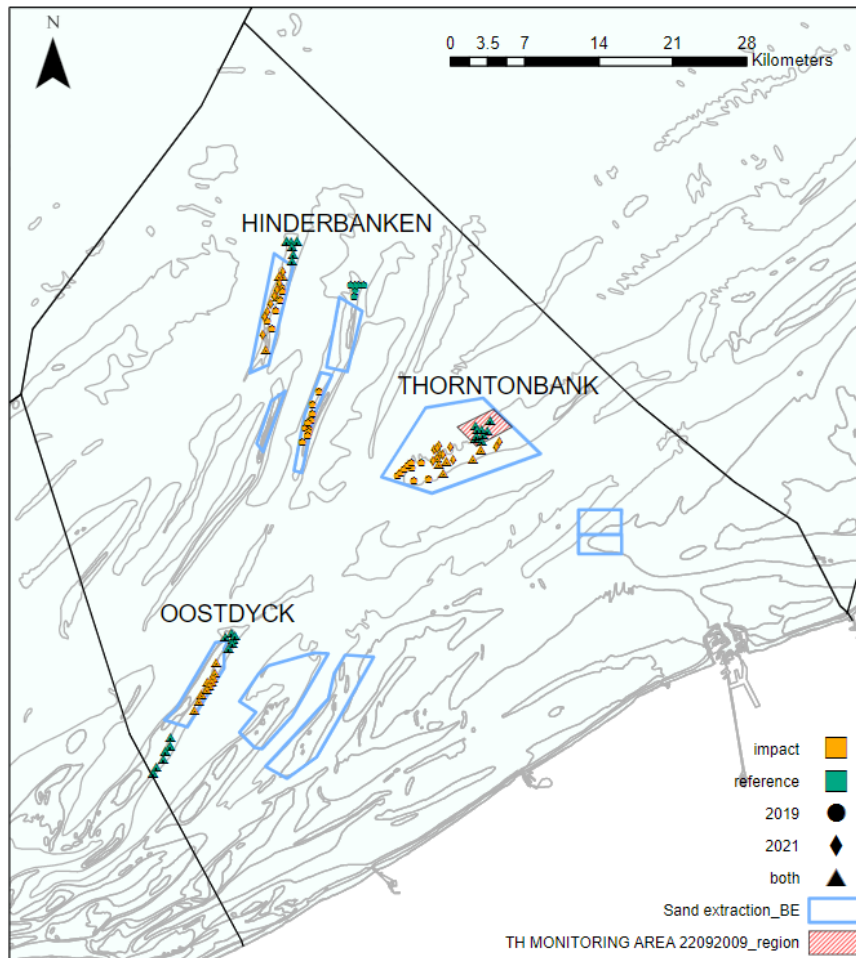 N
0 3.5 7 14 21 28
Kilometers
HINDERBANKEN
THORNTONBANK
OOSTDYCK
impact
reference
2019
2021
both
Sand extraction_BE
TH MONITORING AREA 22092009_region